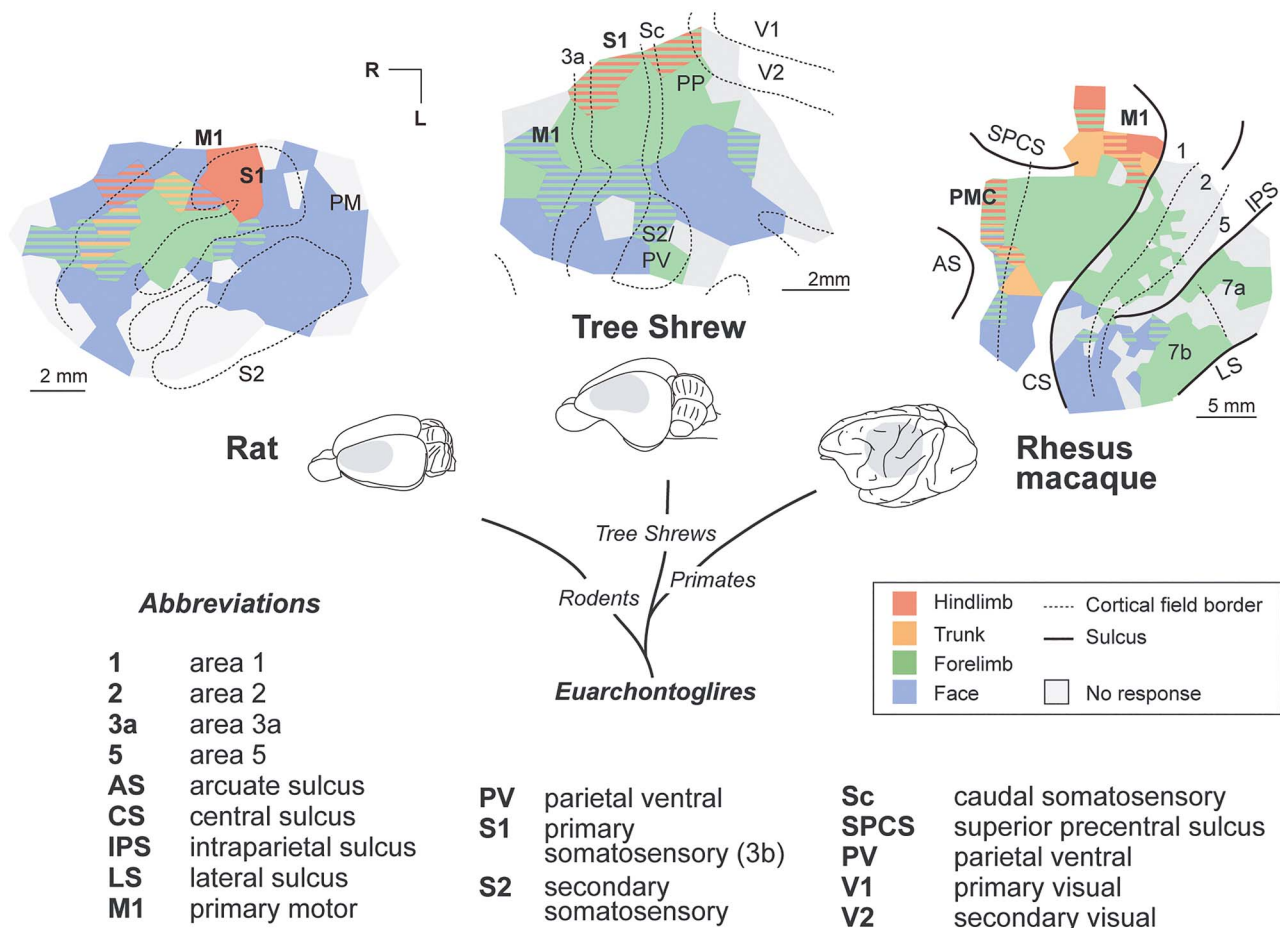 R
L
M1
S1
PM
S2
2 mm
Rat
3a
S1
Sc
V1
V2
PP
M1
S2/
PV
2mm
Tree Shrew
SPCS
M1
1
2
5
IPS
PMC
AS
7a
7b
CS
LS
5 mm
Rhesus
macaque
Tree Shrews
Rodents
Primates
Euarchontoglires
Hindlimb
Trunk
Forelimb
Face
Cortical field border
Sulcus
No response
Abbreviations
1 area 1
2 area 2
3a area 3a
5 area 5
AS arcuate sulcus
CS central sulcus
IPS intraparietal sulcus
LS lateral sulcus
M1 primary motor
PV parietal ventral
S1 primary
somatosensory (3b)
S2 secondary
somatosensory
Sc caudal somatosensory
SPCS superior precentral sulcus
PV parietal ventral
V1 primary visual
V2 secondary visual